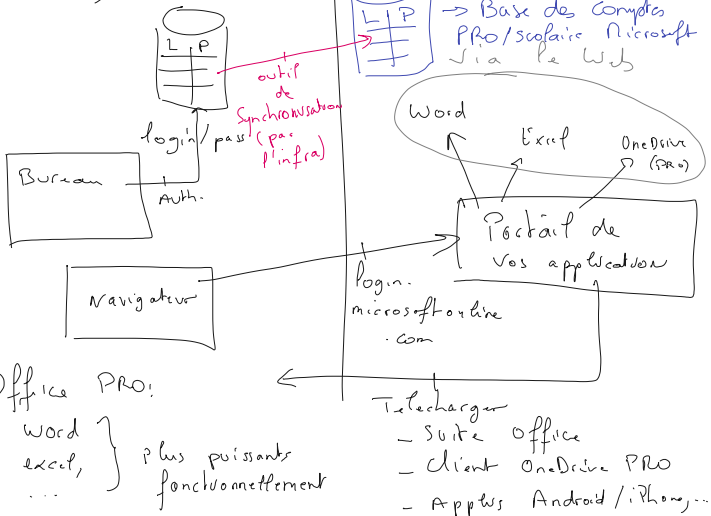 L P
login/pass
outil
de
Synchronisation
(par
l'infra)
Bureau
Auth.
Navigateur
Office PRO:
word
excel,
...
plus puissants
fonctionnellement
L P
-> Base des Comptes
PRO/scolaire Microsoft
Via le Web
Word
Excel
OneDrive
(PRO)
Portail de
vos application
login.
microsoftonline
.com
Telecharger
- Suite Office
- Client OneDrive PRO
- Applus Android/iPhone,...